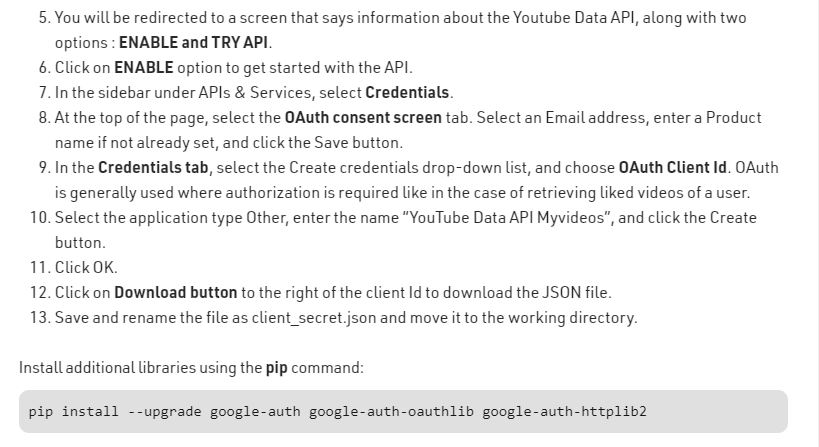 5. You will be redirected to a screen that says information about the Youtube Data API, along with two
options : ENABLE and TRY API.
6. Click on ENABLE option to get started with the API.
7. In the sidebar under APIs & Services, select Credentials.
8. At the top of the page, select the OAuth consent screen tab. Select an Email address, enter a Product
name if not already set, and click the Save button.
9. In the Credentials tab, select the Create credentials drop-down list, and choose OAuth Client Id. OAuth
is generally used where authorization is required like in the case of retrieving liked videos of a user.
10. Select the application type Other, enter the name “YouTube Data API Myvideos”, and click the Create
button.
11. Click OK.
12. Click on Download button to the right of the client Id to download the JSON file.
13. Save and rename the file as client_secret.json and move it to the working directory.
Install additional libraries using the pip command:
pip install --upgrade google-auth google-auth-oauthlib google-auth-httplib2